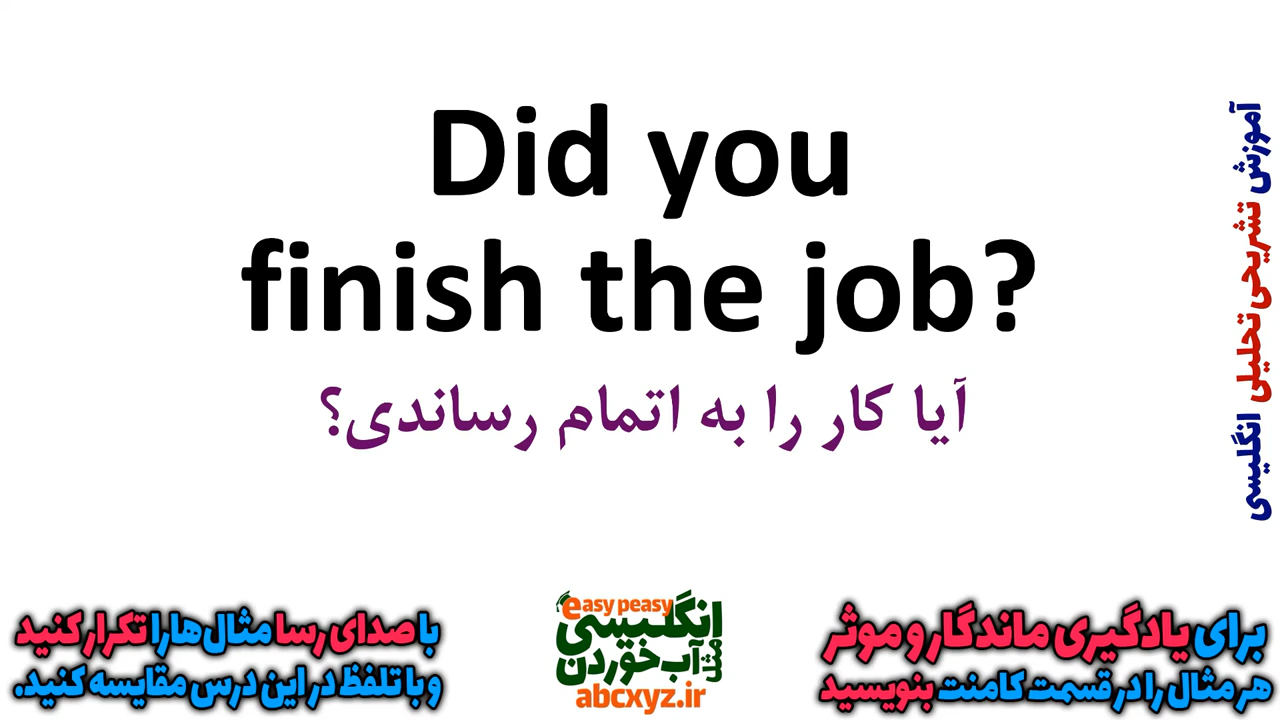 Did you
finish the job?
آیا کار را به اتمام رساندی؟
آموزش تشریحی تحلیلی انگلیسی
برای یادگیری ماندگار و موثر
هر مثال را در قسمت کامنت بنویسید
easy peasy
انگلیسی
مثل آب خوردن
abcxyz.ir
با صدای رسا مثال‌ها را تکرار کنید
و با تلفظ در این درس مقایسه کنید.